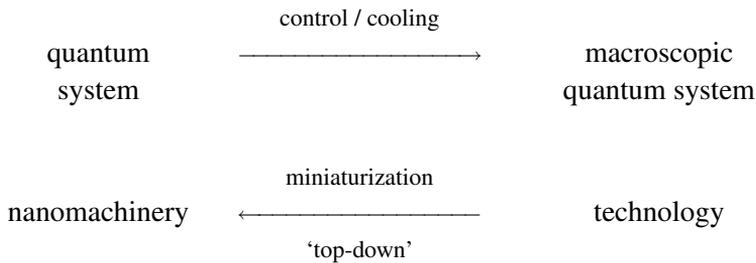 control / cooling
quantum
system
macroscopic
quantum system
miniaturization
nanomachinery
technology
‘top-down’